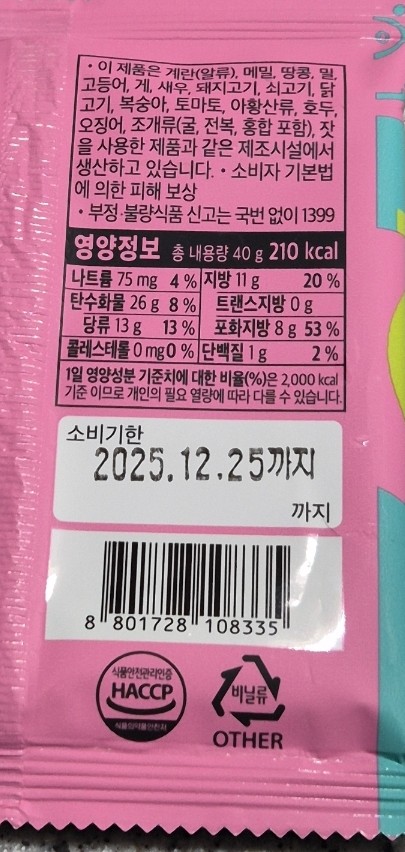 • 이 제품은 계란(알류), 메밀, 땅콩, 밀,
고등어, 게, 새우, 돼지고기, 쇠고기, 닭
고기, 복숭아, 토마토, 아황산류, 호두,
오징어, 조개류(굴, 전복, 홍합 포함), 잣
을 사용한 제품과 같은 제조시설에서
생산하고 있습니다. • 소비자 기본법
에 의한 피해 보상
• 부정·불량식품 신고는 국번 없이 1399
영양정보 총 내용량 40 g 210 kcal
나트륨 75 mg 4 % 지방 11 g 20 %
탄수화물 26 g 8 % 트랜스지방 0 g
당류 13 g 13 % 포화지방 8 g 53 %
콜레스테롤 0 mg 0 % 단백질 1 g 2 %
1일 영양성분 기준치에 대한 비율(%)은 2,000 kcal
기준 이므로 개인의 필요 열량에 따라 다를 수 있습니다.
소비기한
2025.12.25까지
까지
8 801728 108335
식품안전관리인증
HACCP
식품의약품안전처
비닐류
OTHER